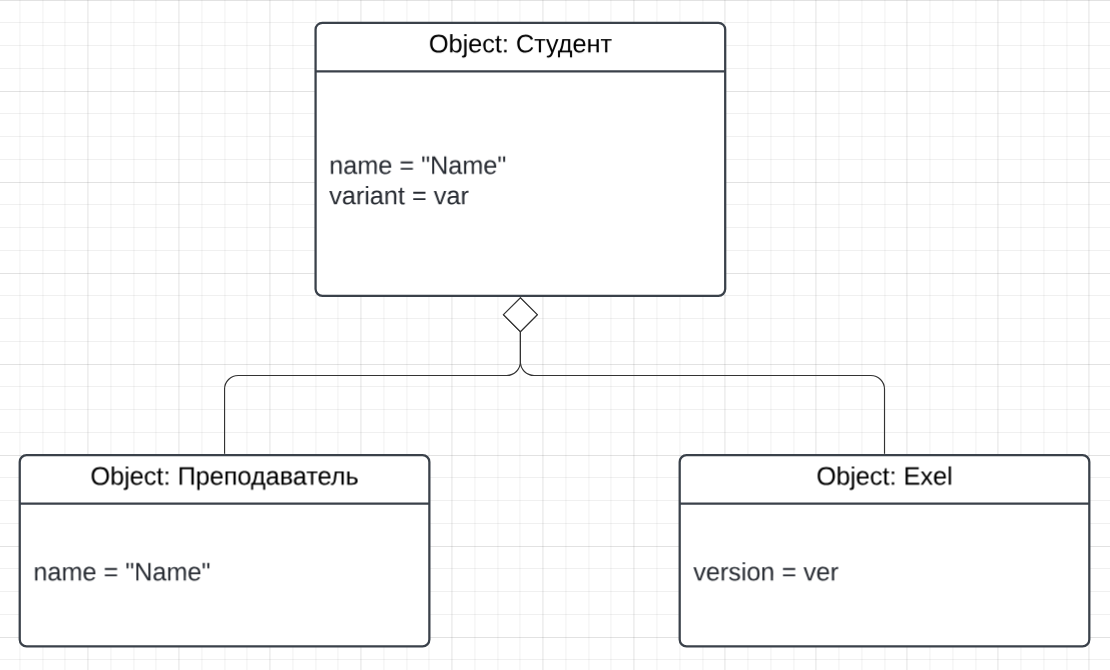 Object: Студент
name = "Name"
variant = var
Object: Преподаватель
name = "Name"
Object: Exel
version = ver